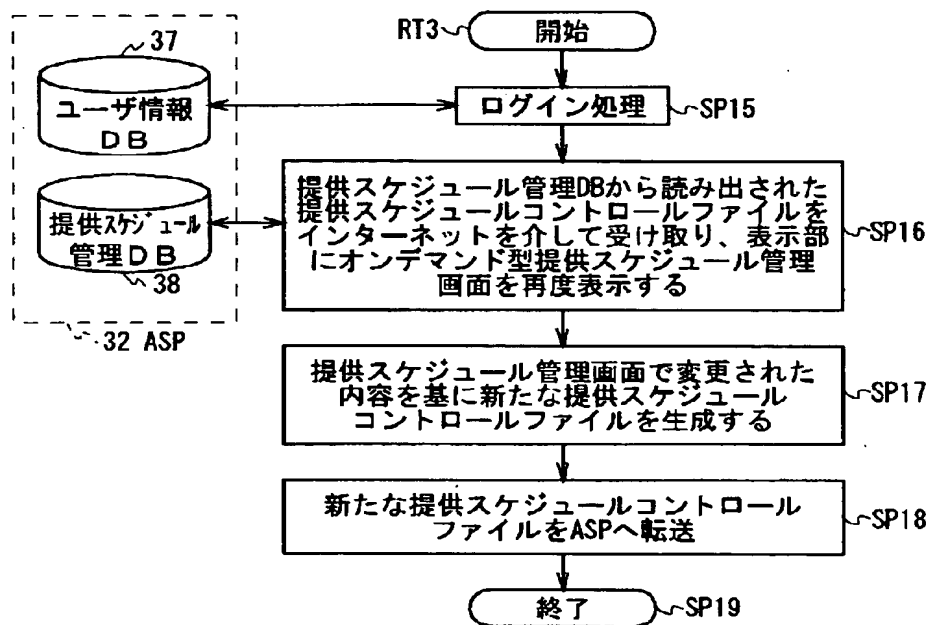 RT3
開始
37
ユーザ情報
DB
ログイン処理
SP15
提供スケジュール
管理DB
38
32 ASP
提供スケジュール管理DBから読み出された
提供スケジュールコントロールファイルを
インターネットを介して受け取り、表示部
にオンデマンド型提供スケジュール管理
画面を再度表示する
SP16
提供スケジュール管理画面で変更された
内容を基に新たな提供スケジュール
コントロールファイルを生成する
SP17
新たな提供スケジュールコントロール
ファイルをASPへ転送
SP18
終了
SP19